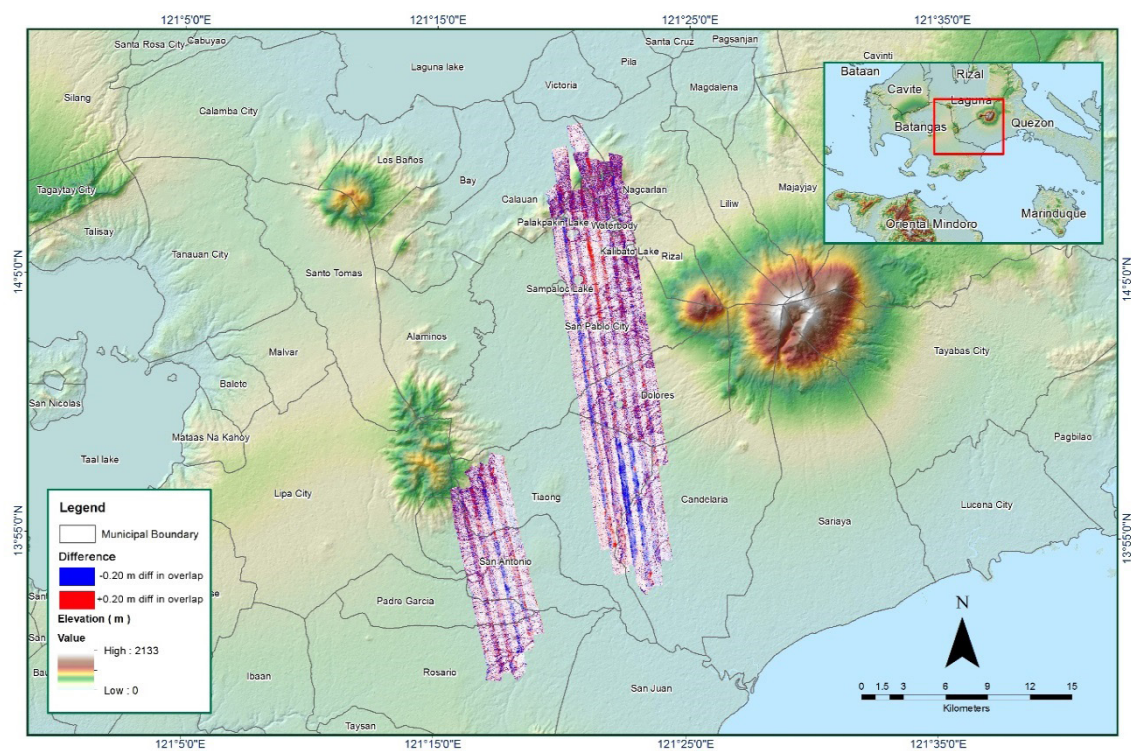 121°5'0"E
121°15'0"E
121°25'0"E
121°35'0"E
Santa Rosa City
Cabuyao
Laguna lake
Santa Cruz
Pagsanjan
Pila
Cavinti
Victoria
Magdalena
Silang
Calamba City
Los Baños
Bay
Tagaytay City
Calauan
Nagcarlan
Liliw
Majayjay
Talisay
Palakpakin Lake
Waterbody
Tanauan City
Kalibato Lake
Rizal
Santo Tomas
Sampaloc Lake
San Pablo City
Alaminos
Malvar
Tayabas City
Balete
Dolores
San Nicolas
Mataas Na Kahoy
Pagbilao
Taal lake
Lipa City
Tiaong
Candelaria
Lucena City
Sariaya
San Antonio
Padre Garcia
Rosario
Ibaan
San Juan
Taysan
14°5'0"N
14°5'0"N
13°55'0"N
13°55'0"N
Bataan
Rizal
Cavite
Laguna
Batangas
Quezon
Oriental Mindoro
Marinduque
Legend
Municipal Boundary
Difference
-0.20 m diff in overlap
+0.20 m diff in overlap
Elevation ( m )
Value
High : 2133
Low : 0
N
0 1.5 3 6 9 12 15
Kilometers
121°5'0"E
121°15'0"E
121°25'0"E
121°35'0"E